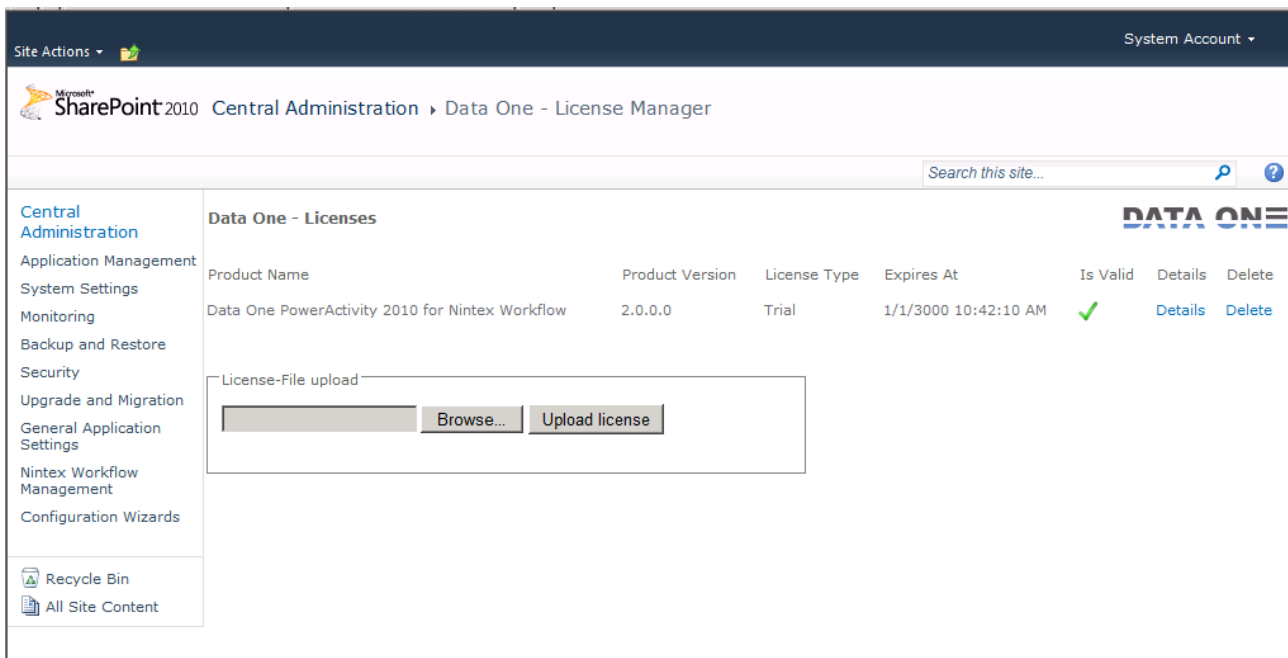 System Account
Site Actions
Microsoft
SharePoint 2010 Central Administration Data One - License Manager
Search this site...
Central
Administration
Application Management
System Settings
Monitoring
Backup and Restore
Security
Upgrade and Migration
General Application
Settings
Nintex Workflow
Management
Configuration Wizards
Recycle Bin
All Site Content
Data One - Licenses
DATA ONE
Product Name Product Version License Type Expires At Is Valid Details Delete
Data One PowerActivity 2010 for Nintex Workflow 2.0.0.0 Trial 1/1/3000 10:42:10 AM Details Delete
License-File upload
Browse... Upload license